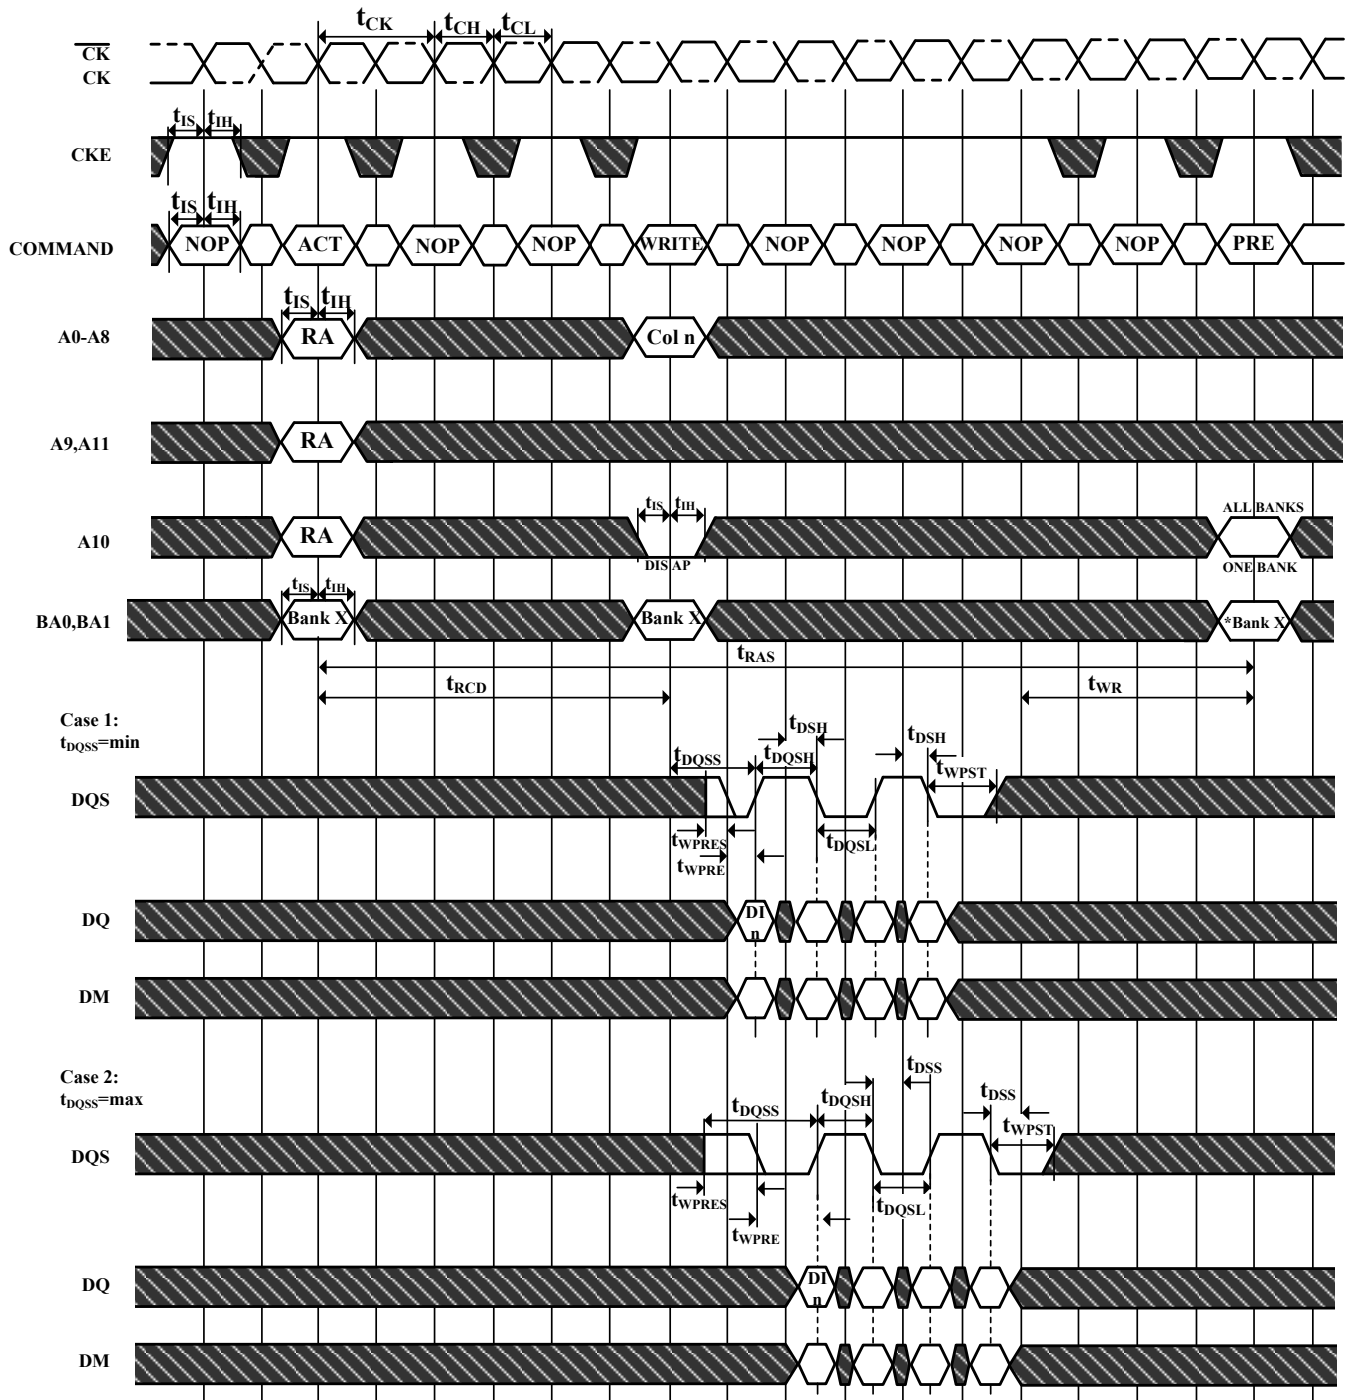 tCK tCH tCL
CK
CK
tIS tIH
CKE
tIS tIH
COMMAND NOP ACT NOP NOP WRITE NOP NOP NOP NOP PRE
tIS tIH
A0-A8 RA Col n
A9,A11 RA
tIS tIH ALL BANKS
A10 RA
DIS AP ONE BANK
tIS tIH
BA0,BA1 Bank X Bank X *Bank X
tRAS
tRCD tWR
Case 1:
tDQSS=min
tDSH tDSH
tDQSS tDQSH tWPST
DQS
tWPRES tDQSL
tWPRE
DQ DI
n
DM
Case 2:
tDQSS=max
tDSS tDSS
tDQSS tDQSH tWPST
DQS
tWPRES tDQSL
tWPRE
DQ DI
n
DM